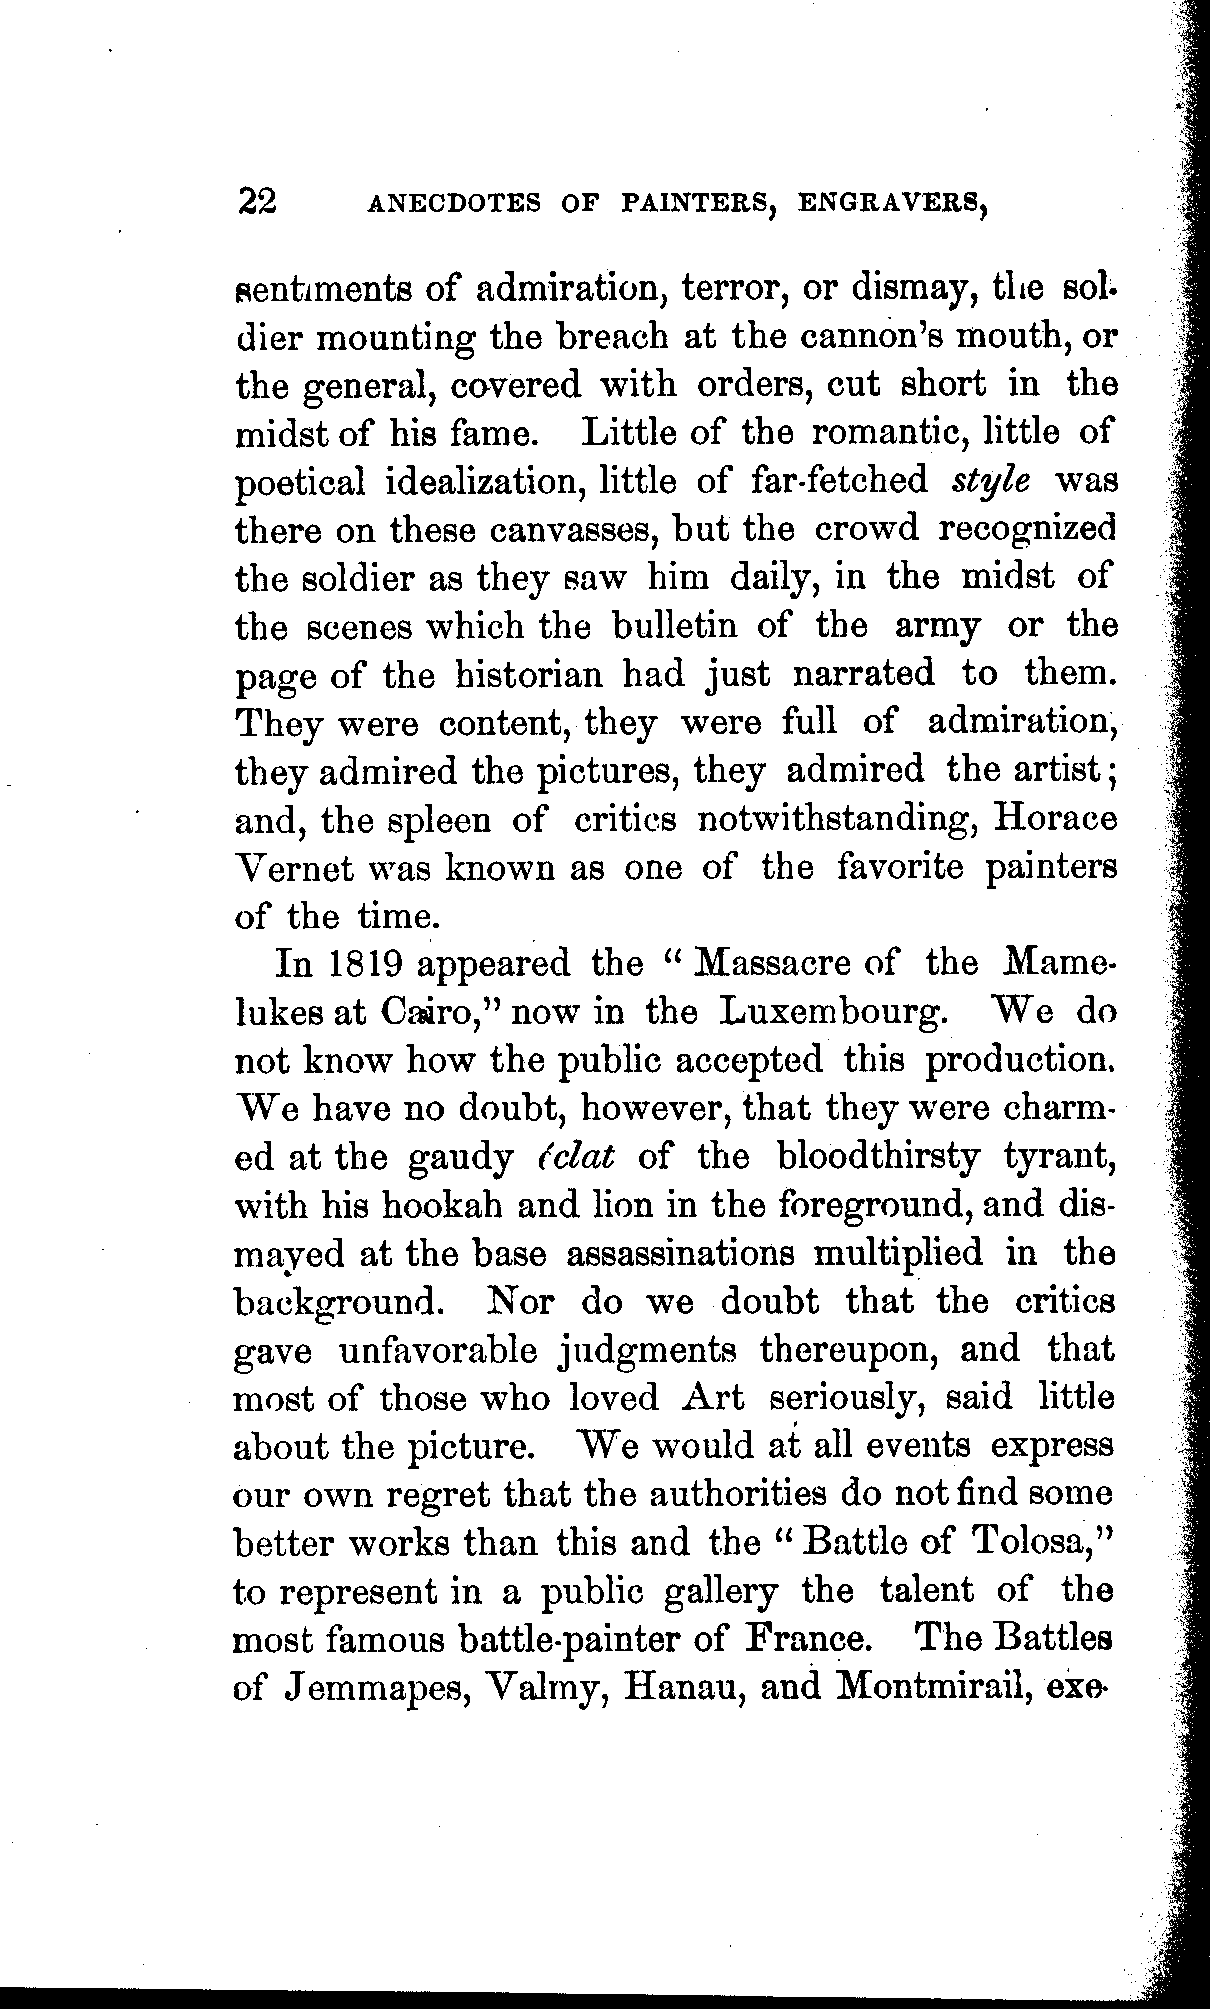 22 ANECDOTES OF PAINTERS, ENGRAVERS,
sentiments of admiration, terror, or dismay, the sol-
dier mounting the breach at the cannon's mouth, or
the general, covered with orders, cut short in the
midst of his fame. Little of the romantic, little of
poetical idealization, little of far-fetched style was
there on these canvasses, but the crowd recognized
the soldier as they saw him daily, in the midst of
the scenes which the bulletin of the army or the
page of the historian had just narrated to them.
They were content, they were full of admiration,
they admired the pictures, they admired the artist;
and, the spleen of critics notwithstanding, Horace
Vernet was known as one of the favorite painters
of the time.
In 1819 appeared the “ Massacre of the Mame-
lukes at Cairo,” now in the Luxembourg. We do
not know how the public accepted this production.
We have no doubt, however, that they were charm-
ed at the gaudy éclat of the bloodthirsty tyrant,
with his hookah and lion in the foreground, and dis-
mayed at the base assassinations multiplied in the
background. Nor do we doubt that the critics
gave unfavorable judgments thereupon, and that
most of those who loved Art seriously, said little
about the picture. We would at all events express
our own regret that the authorities do not find some
better works than this and the “ Battle of Tolosa,”
to represent in a public gallery the talent of the
most famous battle-painter of France. The Battles
of Jemmapes, Valmy, Hanau, and Montmirail, exe-